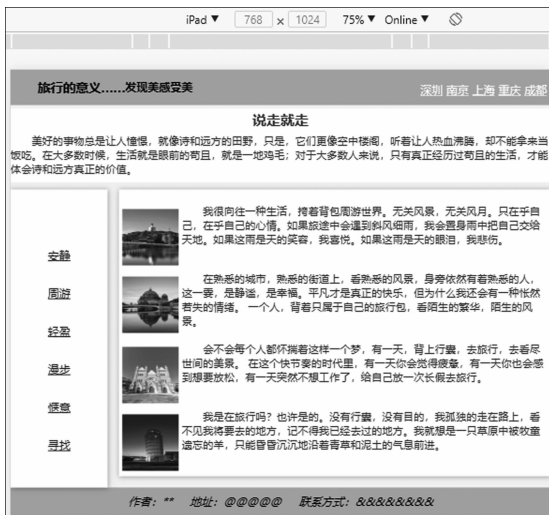 iPad ▼ 768 × 1024 75% ▼ Online ▼
旅行的意义……发现美感受美
深圳 南京 上海 重庆 成都
说走就走
美好的事物总是让人憧憬，就像诗和远方的田野，只是，它们更像空中楼阁，听着让人热血沸腾，却不能拿来当
饭吃。在大多数时候，生活就是眼前的苟且，就是一地鸡毛；对于大多数人来说，只有真正经历过苟且的生活，才能
体会诗和远方真正的价值。
安静
周游
轻盈
漫步
惬意
寻找
我很向往一种生活，挎着背包周游世界。无关风景，无关风月。只在乎自
己，在乎自己的心情。如果旅途中会遇到斜风细雨，我会置身雨中把自己交给
天地。如果这雨是天的笑容，我喜悦。如果这雨是天的眼泪，我悲伤。
在熟悉的城市，熟悉的街道上，看熟悉的风景，身旁依然有着熟悉的人，
这一妻，是静谧，是幸福。平凡才是真正的快乐，但为什么我还会有一种怅然
若失的情绪。 一个人，背着只属于自己的旅行包，看陌生的繁华，陌生的风
景。
会不会每个人都怀揣着这样一个梦，有一天，背上行囊，去旅行，去看尽
世间的美景。 在这个快节奏的时代里，有一天你会觉得疲惫，有一天你也会感
到想要放松，有一天突然不想工作了，给自己放一次长假去旅行。
我是在旅行吗？也许是的。没有行囊，没有目的，我孤独的走在路上，看
不见我将要去的地方，记不得我已经去过的地方。我就想是一只草原中被牧童
遗忘的羊，只能昏昏沉沉地沿着青草和泥土的气息前进。
作者：** 地址：@@@@@ 联系方式：&&&&&&&&